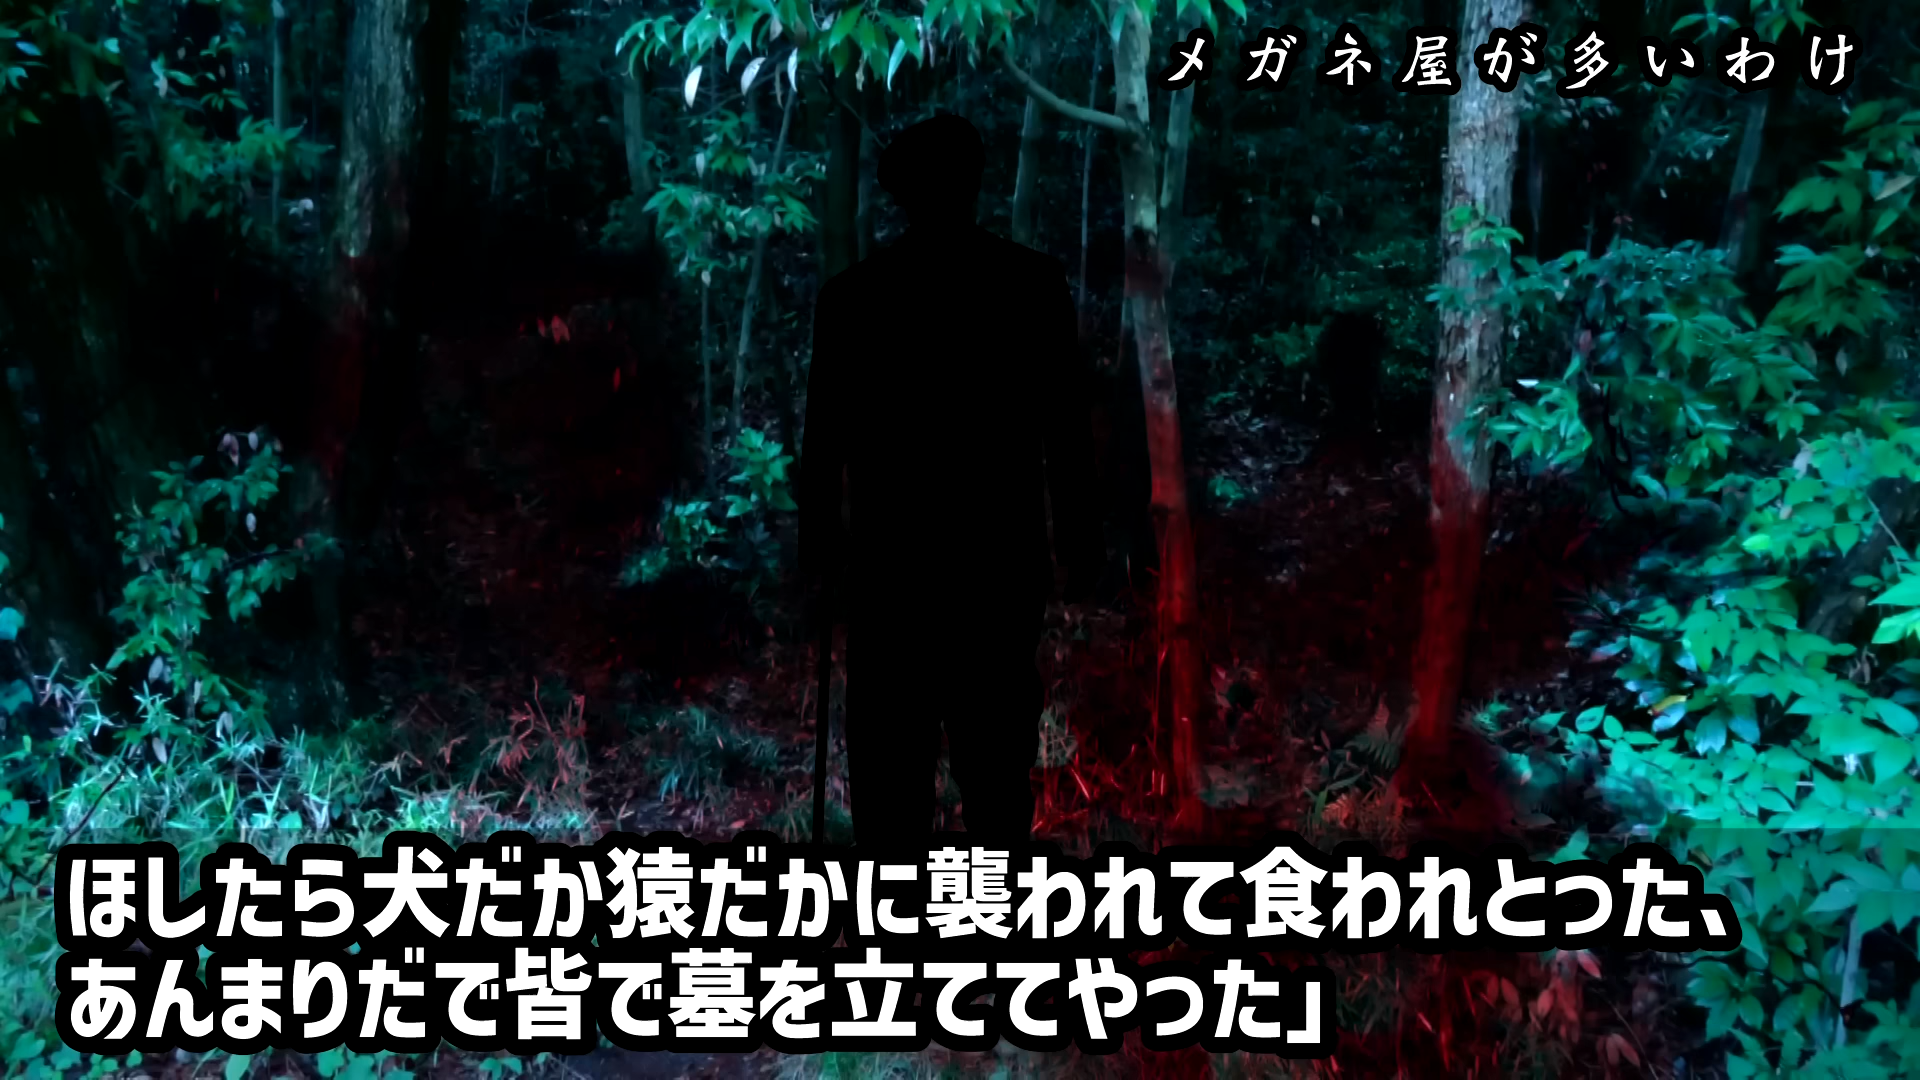 メガネ屋が多いわけ
ほしたら犬だか猿だかに襲われて食われとった、
あんまりだで皆で墓を立ててやった」